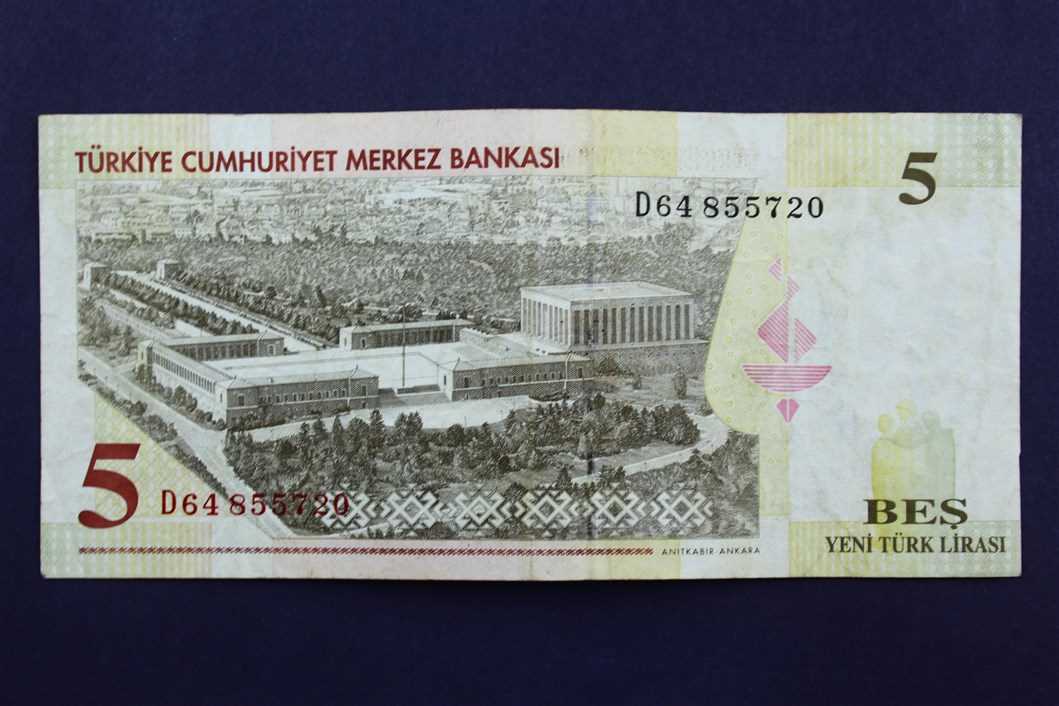 TÜRKİYE CUMHURİYET MERKEZ BANKASI
5
D64 855720
5
D64 855720
ANITKABİR ANKARA
BEŞ
YENİ TÜRK LİRASI